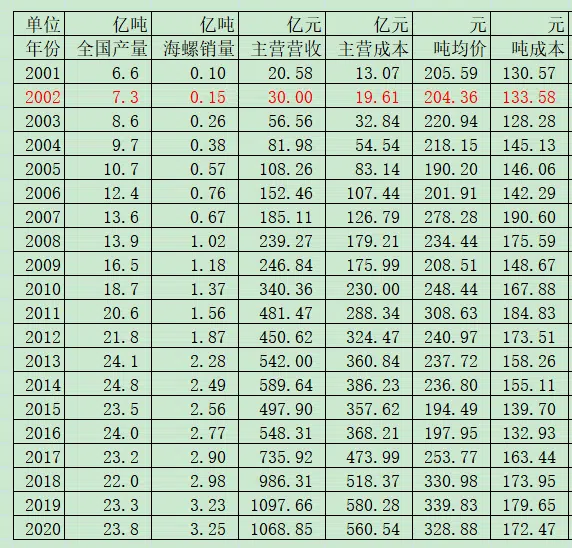 单位 亿吨 亿吨 亿元 亿元 元 元
年份 全国产量 海螺销量 主营营收 主营成本 吨均价 吨成本
2001 6.6 0.10 20.58 13.07 205.59 130.57
2002 7.3 0.15 30.00 19.61 204.36 133.58
2003 8.6 0.26 56.56 32.84 220.94 128.28
2004 9.7 0.38 81.98 54.54 218.15 145.13
2005 10.7 0.57 108.26 83.14 190.20 146.06
2006 12.4 0.76 152.46 107.44 201.91 142.29
2007 13.6 0.67 185.11 126.79 278.28 190.60
2008 13.9 1.02 239.27 179.21 234.44 175.59
2009 16.5 1.18 246.84 175.99 208.51 148.67
2010 18.7 1.37 340.36 230.00 248.44 167.88
2011 20.6 1.56 481.47 288.34 308.63 184.83
2012 21.8 1.87 450.62 324.47 240.97 173.51
2013 24.1 2.28 542.00 360.84 237.72 158.26
2014 24.8 2.49 589.64 386.23 236.80 155.11
2015 23.5 2.56 497.90 357.62 194.49 139.70
2016 24.0 2.77 548.31 368.21 197.95 132.93
2017 23.2 2.90 735.92 473.99 253.77 163.44
2018 22.0 2.98 986.31 518.37 330.98 173.95
2019 23.3 3.23 1097.66 580.28 339.83 179.65
2020 23.8 3.25 1068.85 560.54 328.88 172.47